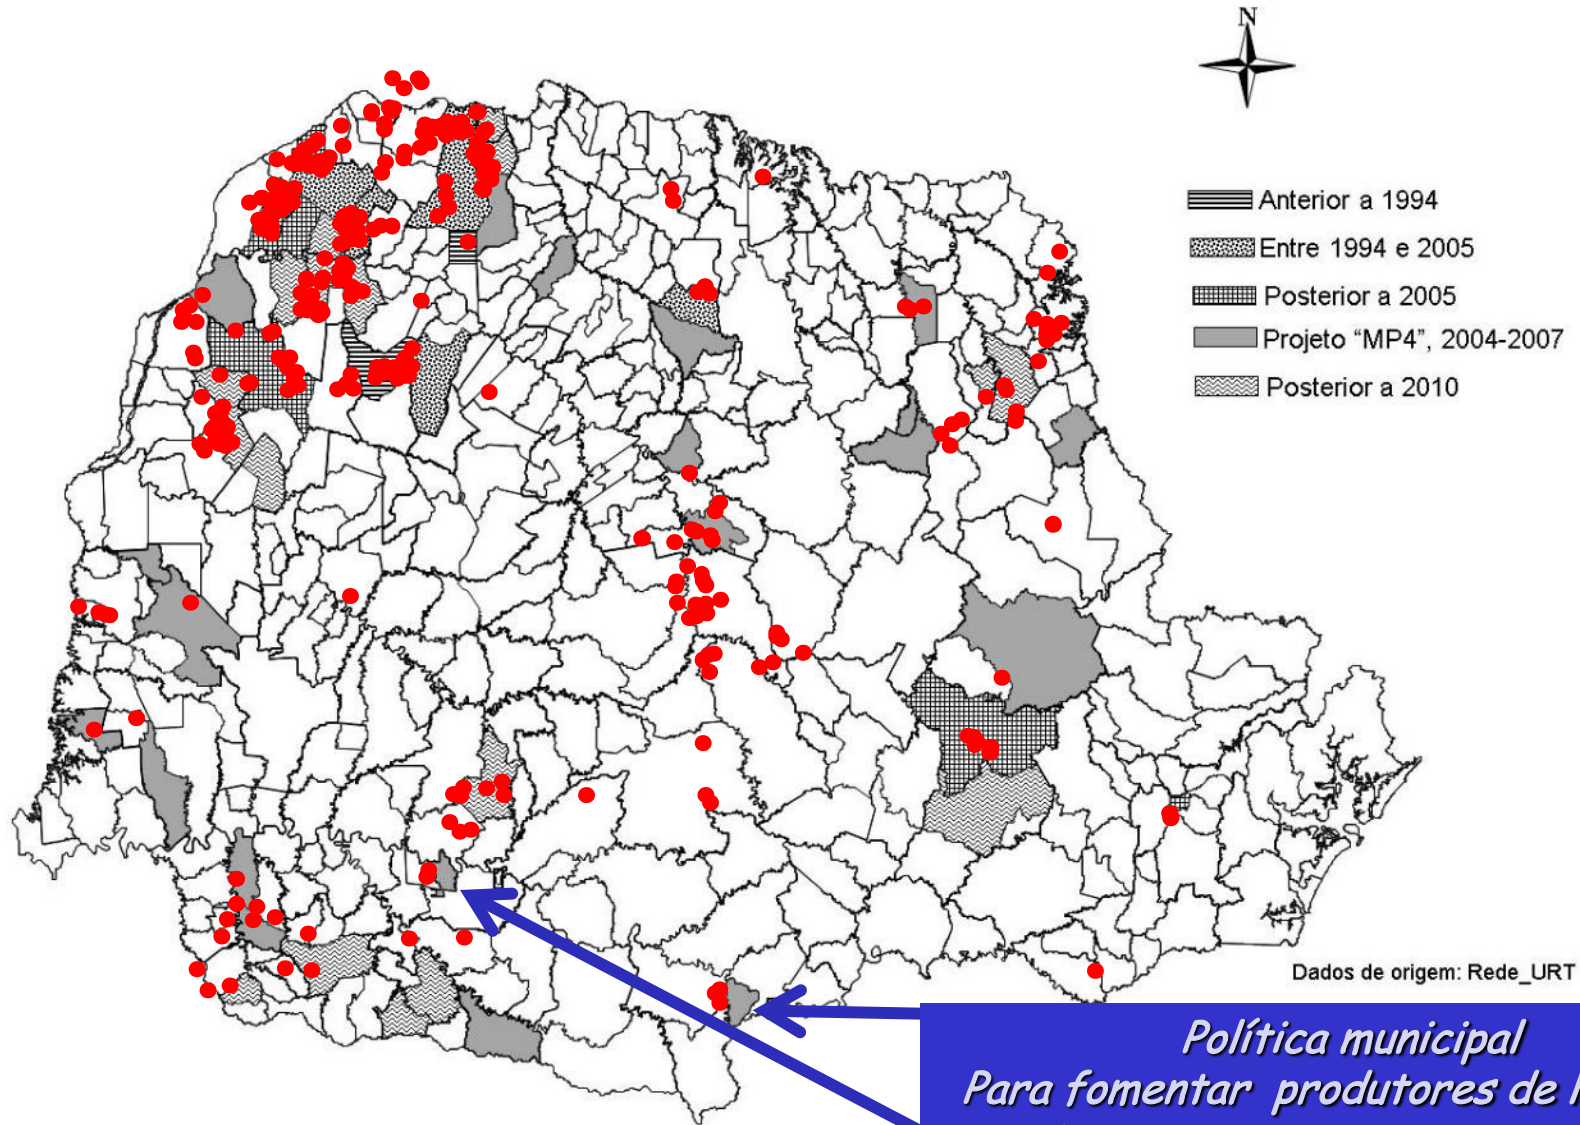 N
Anterior a 1994
Entre 1994 e 2005
Posterior a 2005
Projeto “MP4”, 2004-2007
Posterior a 2010
Dados de origem: Rede_URT
Política municipal
Para fomentar produtores de